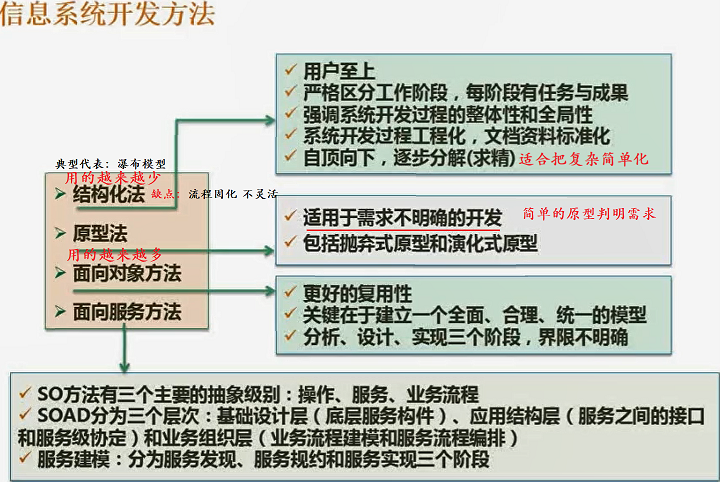 信息系统开发方法
用户至上
严格区分工作阶段，每阶段有任务与成果
强调系统开发过程的整体性和全局性
系统开发过程工程化，文档资料标准化
自顶向下，逐步分解(求精) 适合把复杂简单化
典型代表：瀑布模型
用的越来越少
结构化法 缺点：流程固化 不灵活
原型法
用的越来越多
面向对象方法
面向服务方法
适用于需求不明确的开发 简单的原型判明需求
包括抛弃式原型和演化式原型
更好的复用性
关键在于建立一个全面、合理、统一的模型
分析、设计、实现三个阶段，界限不明确
SO方法有三个主要的抽象级别：操作、服务、业务流程
SOAD分为三个层次：基础设计层（底层服务构件）、应用结构层（服务之间的接口
和服务级协定）和业务组织层（业务流程建模和服务流程编排）
服务建模：分为服务发现、服务规约和服务实现三个阶段